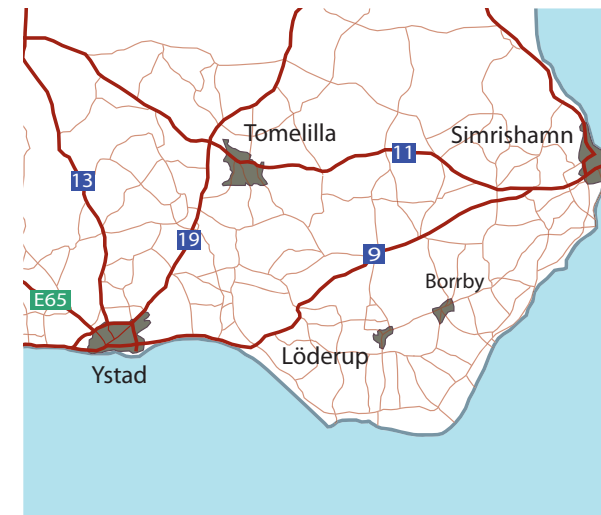 Tomelilla
Simrishamn
11
13
19
9
Borrby
E65
Löderup
Ystad